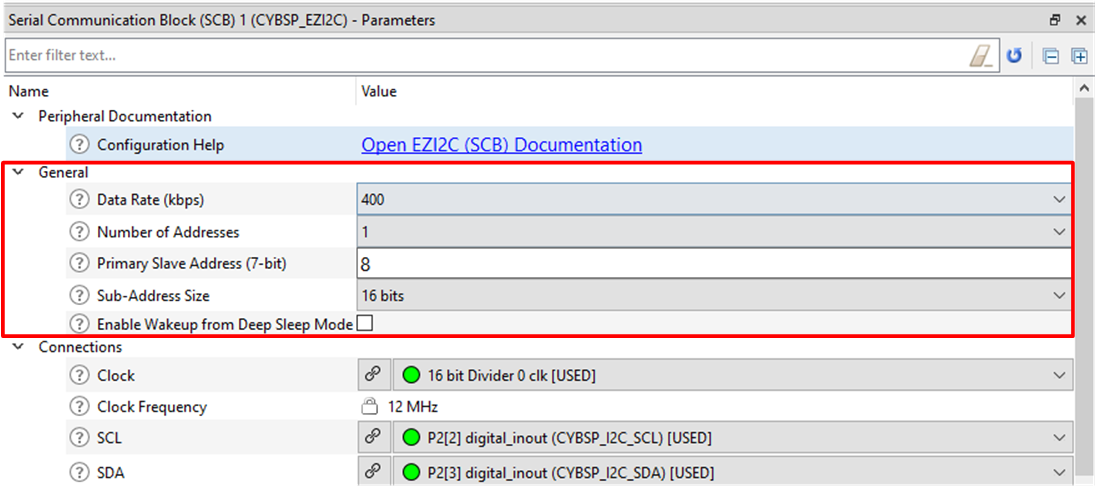 Serial Communication Block (SCB) 1 (CYBSP_EZI2C) - Parameters
Enter filter text...
Name Value
Peripheral Documentation
Configuration Help Open EZI2C (SCB) Documentation
General
Data Rate (kbps) 400
Number of Addresses 1
Primary Slave Address (7-bit) 8
Sub-Address Size 16 bits
Enable Wakeup from Deep Sleep Mode
Connections
Clock 16 bit Divider 0 clk [USED]
Clock Frequency 12 MHz
SCL P2[2] digital_inout (CYBSP_I2C_SCL) [USED]
SDA P2[3] digital_inout (CYBSP_I2C_SDA) [USED]